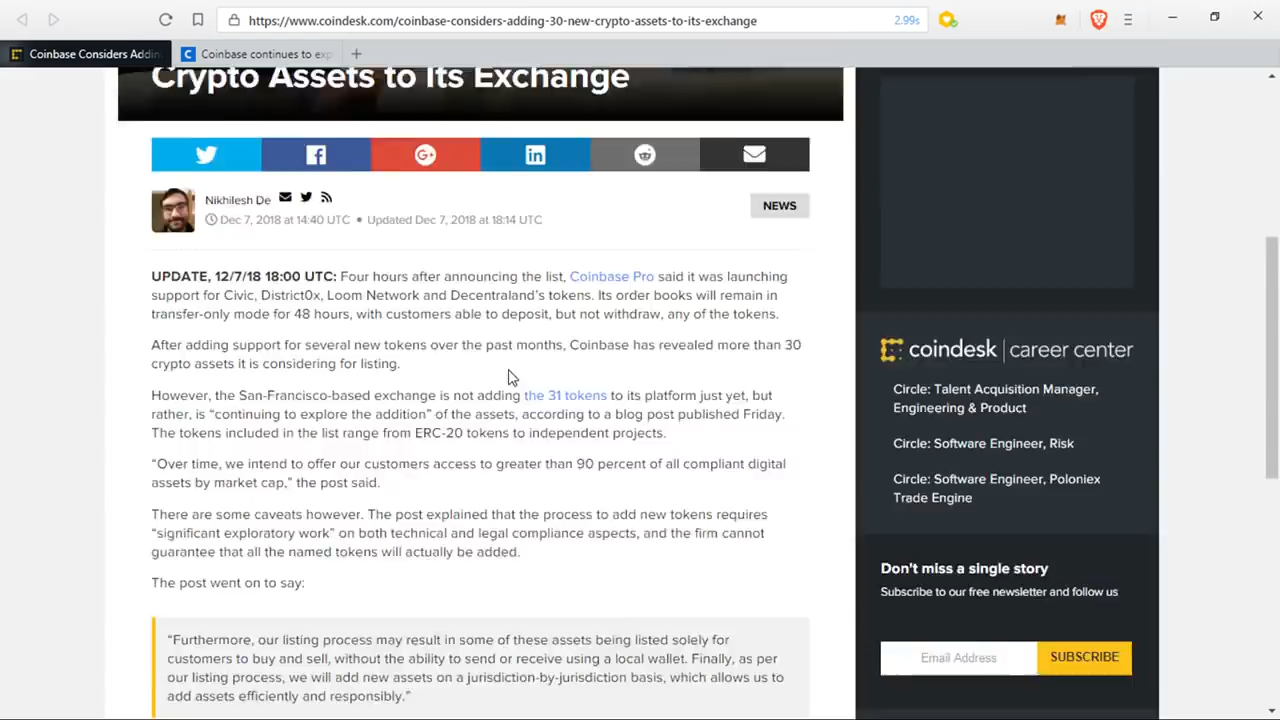 https://www.coindesk.com/coinbase-considers-adding-30-new-crypto-assets-to-its-exchange
2.99s
Coinbase Considers Addin
Coinbase continues to exp
Crypto Assets to Its Exchange
Nikhilesh De
Dec 7, 2018 at 14:40 UTC • Updated Dec 7, 2018 at 18:14 UTC
NEWS
UPDATE, 12/7/18 18:00 UTC: Four hours after announcing the list, Coinbase Pro said it was launching
support for Civic, District0x, Loom Network and Decentraland's tokens. Its order books will remain in
transfer-only mode for 48 hours, with customers able to deposit, but not withdraw, any of the tokens.
After adding support for several new tokens over the past months, Coinbase has revealed more than 30
crypto assets it is considering for listing.
However, the San-Francisco-based exchange is not adding the 31 tokens to its platform just yet, but
rather, is “continuing to explore the addition” of the assets, according to a blog post published Friday.
The tokens included in the list range from ERC-20 tokens to independent projects.
“Over time, we intend to offer our customers access to greater than 90 percent of all compliant digital
assets by market cap,” the post said.
There are some caveats however. The post explained that the process to add new tokens requires
“significant exploratory work” on both technical and legal compliance aspects, and the firm cannot
guarantee that all the named tokens will actually be added.
The post went on to say:
“Furthermore, our listing process may result in some of these assets being listed solely for
customers to buy and sell, without the ability to send or receive using a local wallet. Finally, as per
our listing process, we will add new assets on a jurisdiction-by-jurisdiction basis, which allows us to
add assets efficiently and responsibly.”
coindesk | career center
Circle: Talent Acquisition Manager,
Engineering & Product
Circle: Software Engineer, Risk
Circle: Software Engineer, Poloniex
Trade Engine
Don't miss a single story
Subscribe to our free newsletter and follow us
Email Address
SUBSCRIBE